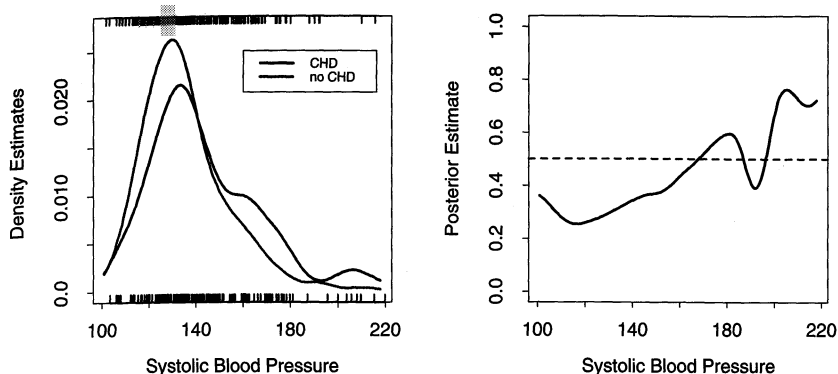 CHD
no CHD
Density Estimates
0.0 0.010 0.020
100 140 180 220
Systolic Blood Pressure
Posterior Estimate
0.0 0.2 0.4 0.6 0.8 1.0
100 140 180 220
Systolic Blood Pressure